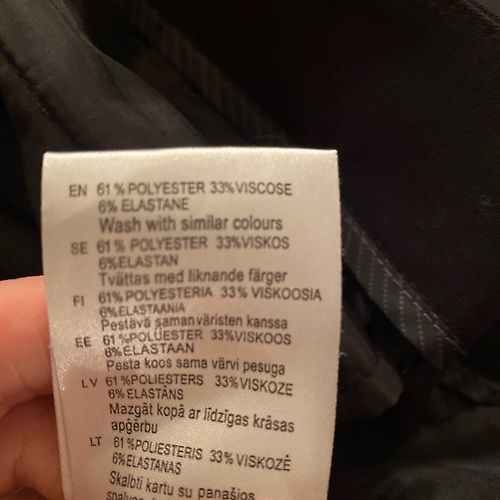 EN 61 % POLYESTER 33%VISCOSE
6% ELASTANE
Wash with similar colours
SE 61 % POLYESTER 33%VISKOS
6%ELASTAN
Tvättas med liknande färger
FI 61% POLYESTERIA 33% VISKOOSIA
6%ELASTAANIA
Pestävä samanväristen kanssa
EE 61 %POLÜESTER 33%VISKOOS
6% ELASTAAN
Pesta koos sama värvi pesuga
LV 61 %POLIESTERS 33%VISKOZE
6% ELASTĀNS
Mazgāt kopā ar līdzīgas krāsas
apģērbu
LT 61 %POLIESTERIS 33% VISKOZĖ
6%ELASTANAS
Skalbti kartu su panašios
spalvos